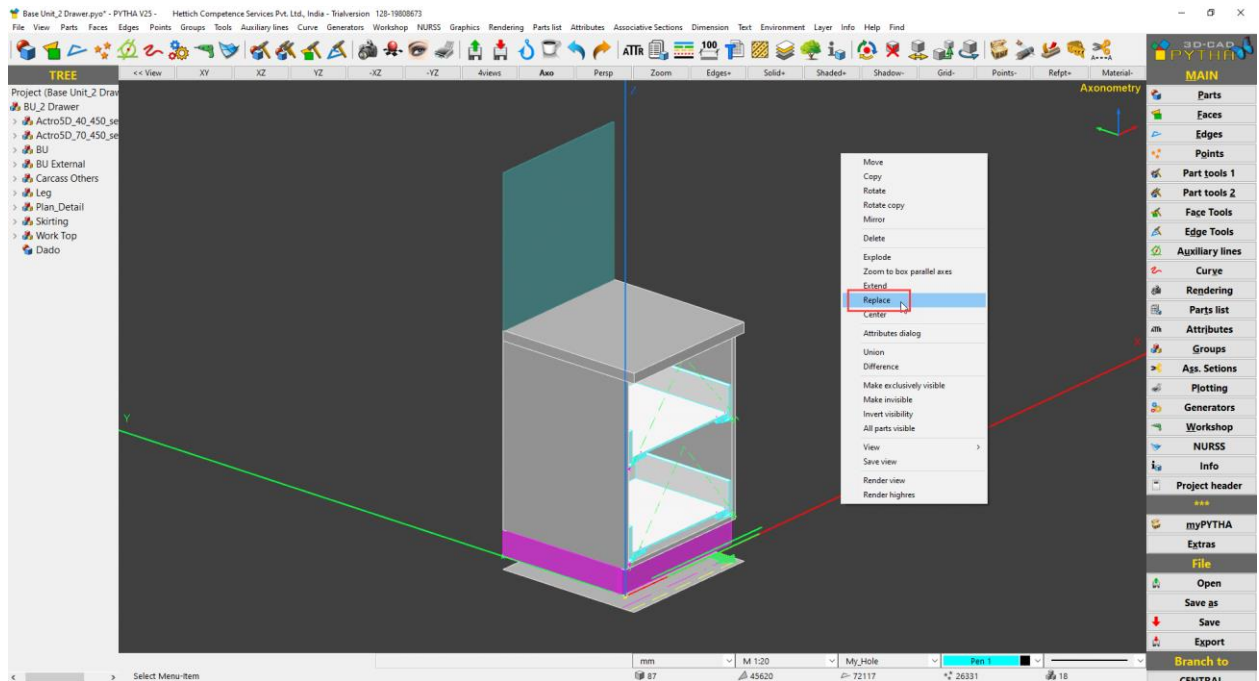 Base Unit_2 Drawer.pyo* - PYTHA V25 - Hettich Competence Services Pvt. Ltd., India - Trialversion 128-19808673
File View Parts Faces Edges Points Groups Tools Auxiliary lines Curve Generators Workshop NURSS Graphics Rendering Parts list Attributes Associative Sections Dimension Text Environment Layer Info Help Find
ATTR 100 A++++A 3D-CAD PYTHA
TREE << View XY XZ YZ -XZ -YZ 4views Axo Persp Zoom Edges+ Solid+ Shaded+ Shadow- Grid- Points- Refpt+ Material- MAIN
Project (Base Unit_2 Draw
BU_2 Drawer
Actro5D_40_450_se
Actro5D_70_450_se
BU
BU External
Carcass Others
Leg
Plan_Detail
Skirting
Work Top
Dado
Z
Axonometry
X
Y
Move
Copy
Rotate
Rotate copy
Mirror
Delete
Explode
Zoom to box parallel axes
Extend
Replace
Center
Attributes dialog
Union
Difference
Make exclusively visible
Make invisible
Invert visibility
All parts visible
View
Save view
Render view
Render highres
Parts
Faces
Edges
Points
Part tools 1
Part tools 2
Face Tools
Edge Tools
Auxiliary lines
Curve
Rendering
Parts list
Attributes
Groups
Ass. Setions
Plotting
Generators
Workshop
NURSS
Info
Project header
***
myPYTHA
Extras
File
Open
Save as
Save
Export
Branch to
CENTRAL
mm M 1:20 My_Hole Pen 1
Select Menu-Item 87 45620 72117 26331 18